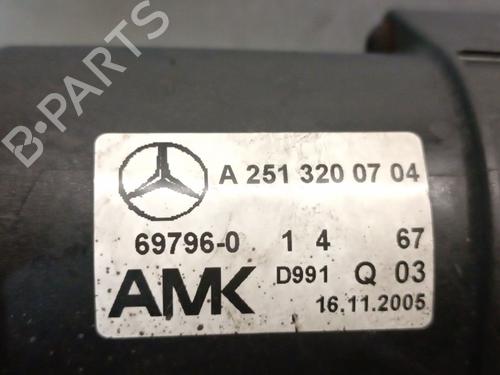 B-PARTS
A 251 320 07 04
69796-0 1 4 67
AMK D991 Q 03
16.11.2005